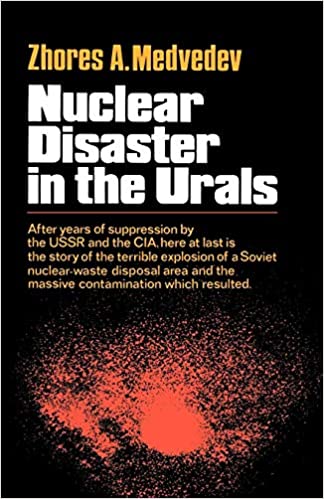 Zhores A. Medvedev
Nuclear
Disaster
in the Urals
After years of suppression by
the USSR and the CIA, here at last is
the story of the terrible explosion of a Soviet
nuclear-waste disposal area and the
massive contamination which resulted.